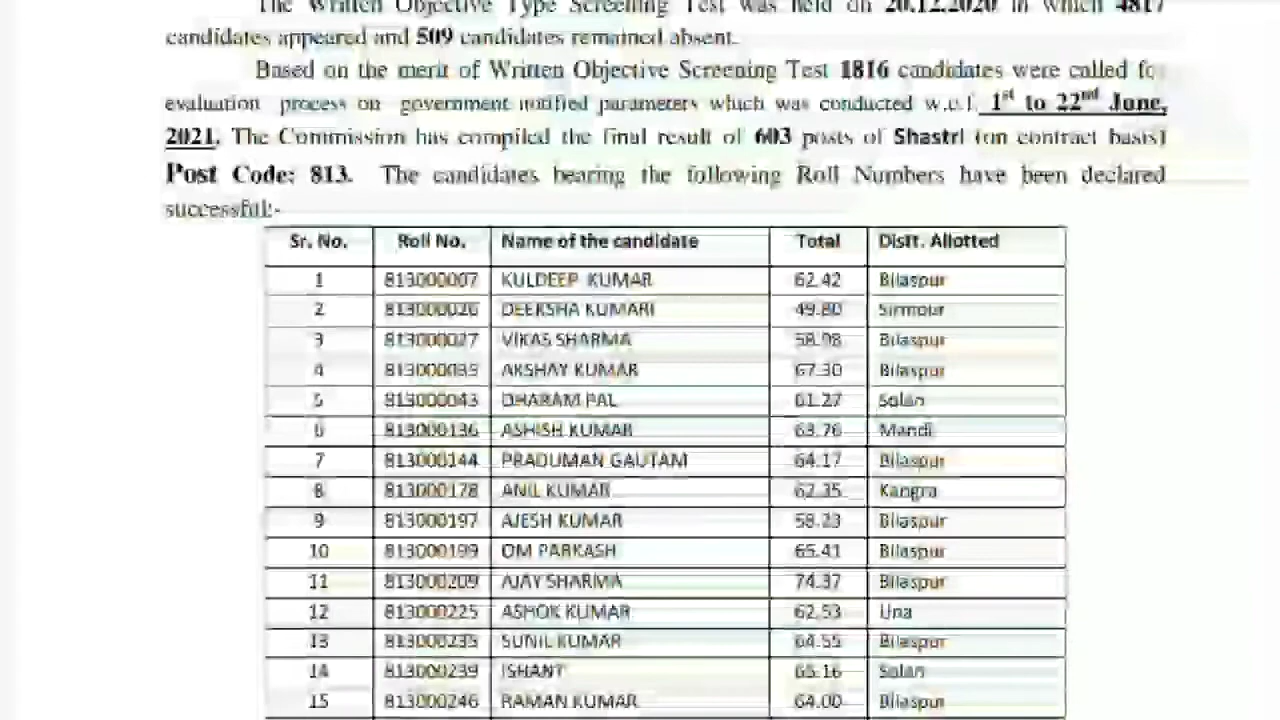 The Written Objective Type Screening Test was held on 20.12.2020 in which 4817
candidates appeared and 509 candidates remained absent.
Based on the merit of Written Objective Screening Test 1816 candidates were called for
evaluation process on government notified parameters which was conducted w.e.f. 1st to 22nd June,
2021. The Commission has compiled the final result of 603 posts of Shastri (on contract basis)
Post Code: 813. The candidates bearing the following Roll Numbers have been declared
successful:-
Sr. No. Roll No. Name of the candidate Total Distt. Allotted
1 813000007 KULDEEP KUMAR 62.42 Bilaspur
2 813000026 DEEKSHA KUMARI 49.80 Sirmour
3 813000027 VIKAS SHARMA 58.08 Bilaspur
4 AKSHAY KUMAR 67.30 Bilaspur
5 813000043 DHARAM PAL 61.27 Solan
6 813000136 ASHISH KUMAR 63.76 Mandi
7 813000144 PRADUMAN GAUTAM 64.17 Bilaspur
8 813000178 ANIL KUMAR 62.35 Kangra
9 813000197 AJESH KUMAR 58.23 Bilaspur
10 813000199 OM PARKASH 65.41 Bilaspur
11 813000209 AJAY SHARMA 74.37 Bilaspur
12 813000225 ASHOK KUMAR 62.53 Una
13 813000235 SUNIL KUMAR 64.55 Bilaspur
14 813000239 ISHANT 65.16 Solan
15 813000246 RAMAN KUMAR 64.00 Bilaspur